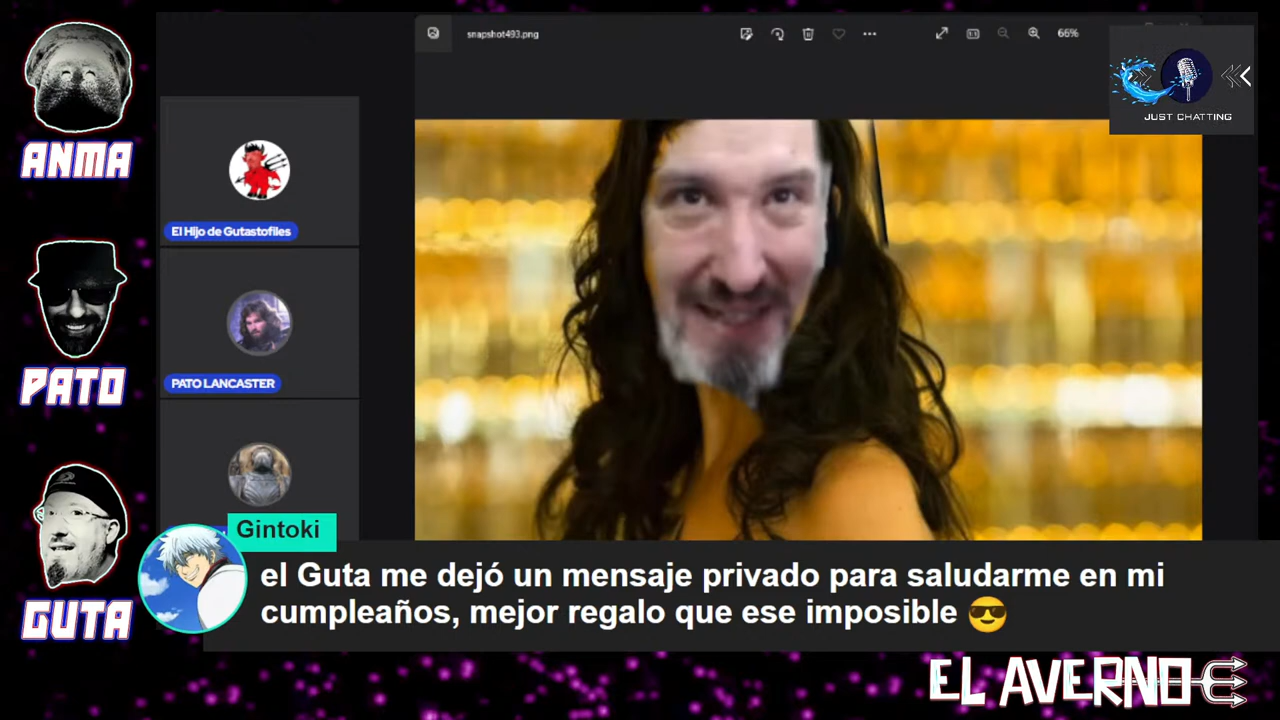 snapshot493.png
66%
JUST CHATTING
ANMA
El Hijo de Gutastofiles
PATO
PATO LANCASTER
GUTA
Gintoki
el Guta me dejó un mensaje privado para saludarme en mi
cumpleaños, mejor regalo que ese imposible 😎
EL AVERNO